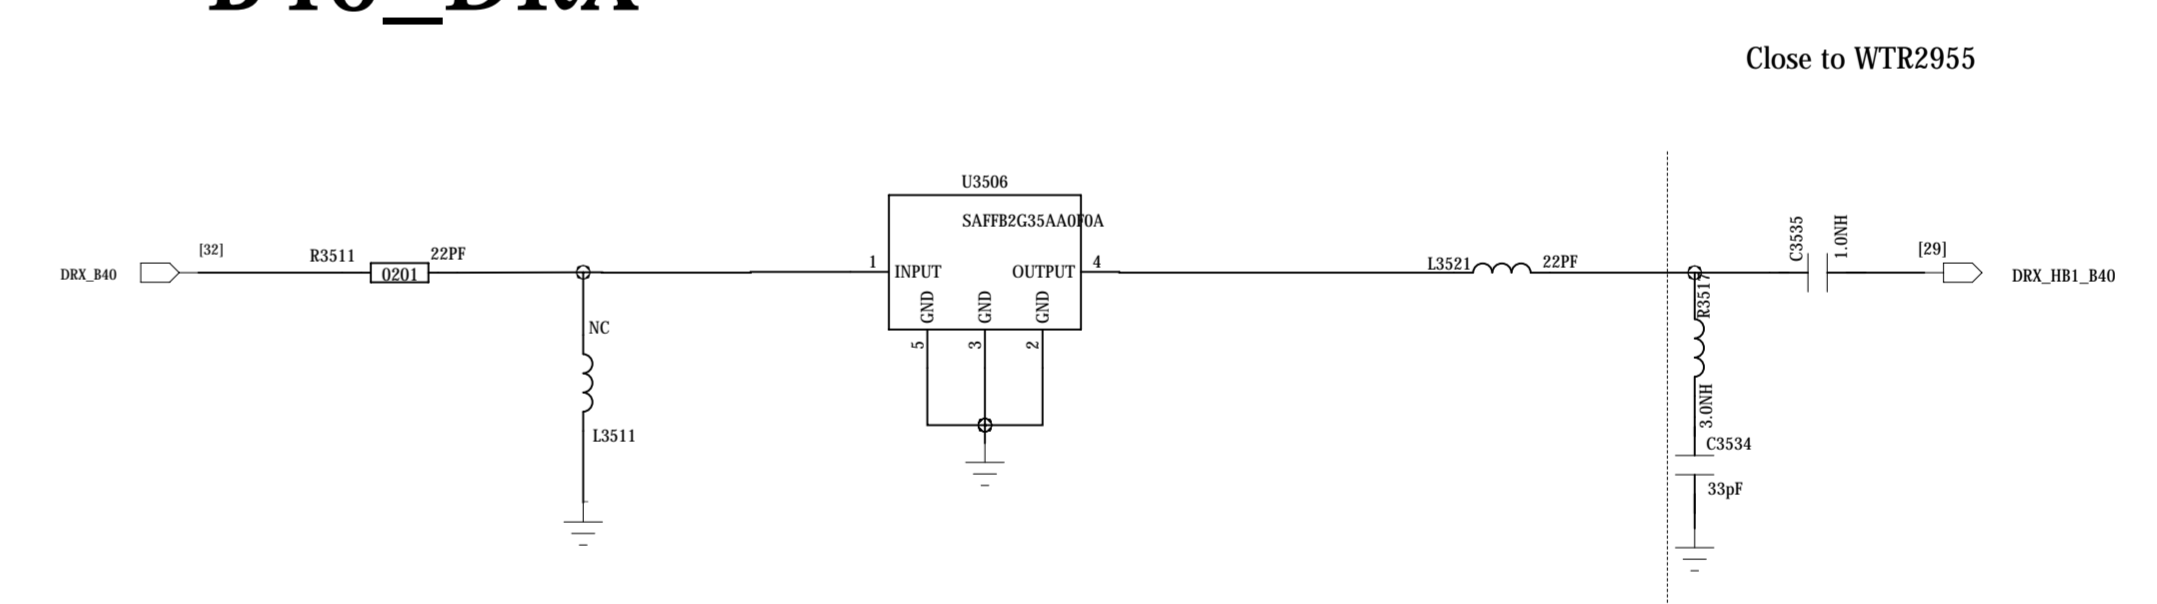 B40_DRX
Close to WTR2955
U3506
SAFFB2G35AA0F0A
DRX_B40
[32]
R3511
0201
22PF
1
INPUT
OUTPUT
4
GND
GND
GND
5
3
2
NC
L3511
L3521
22PF
R3517
3.0NH
C3534
33pF
C3535
1.0NH
[29]
DRX_HB1_B40